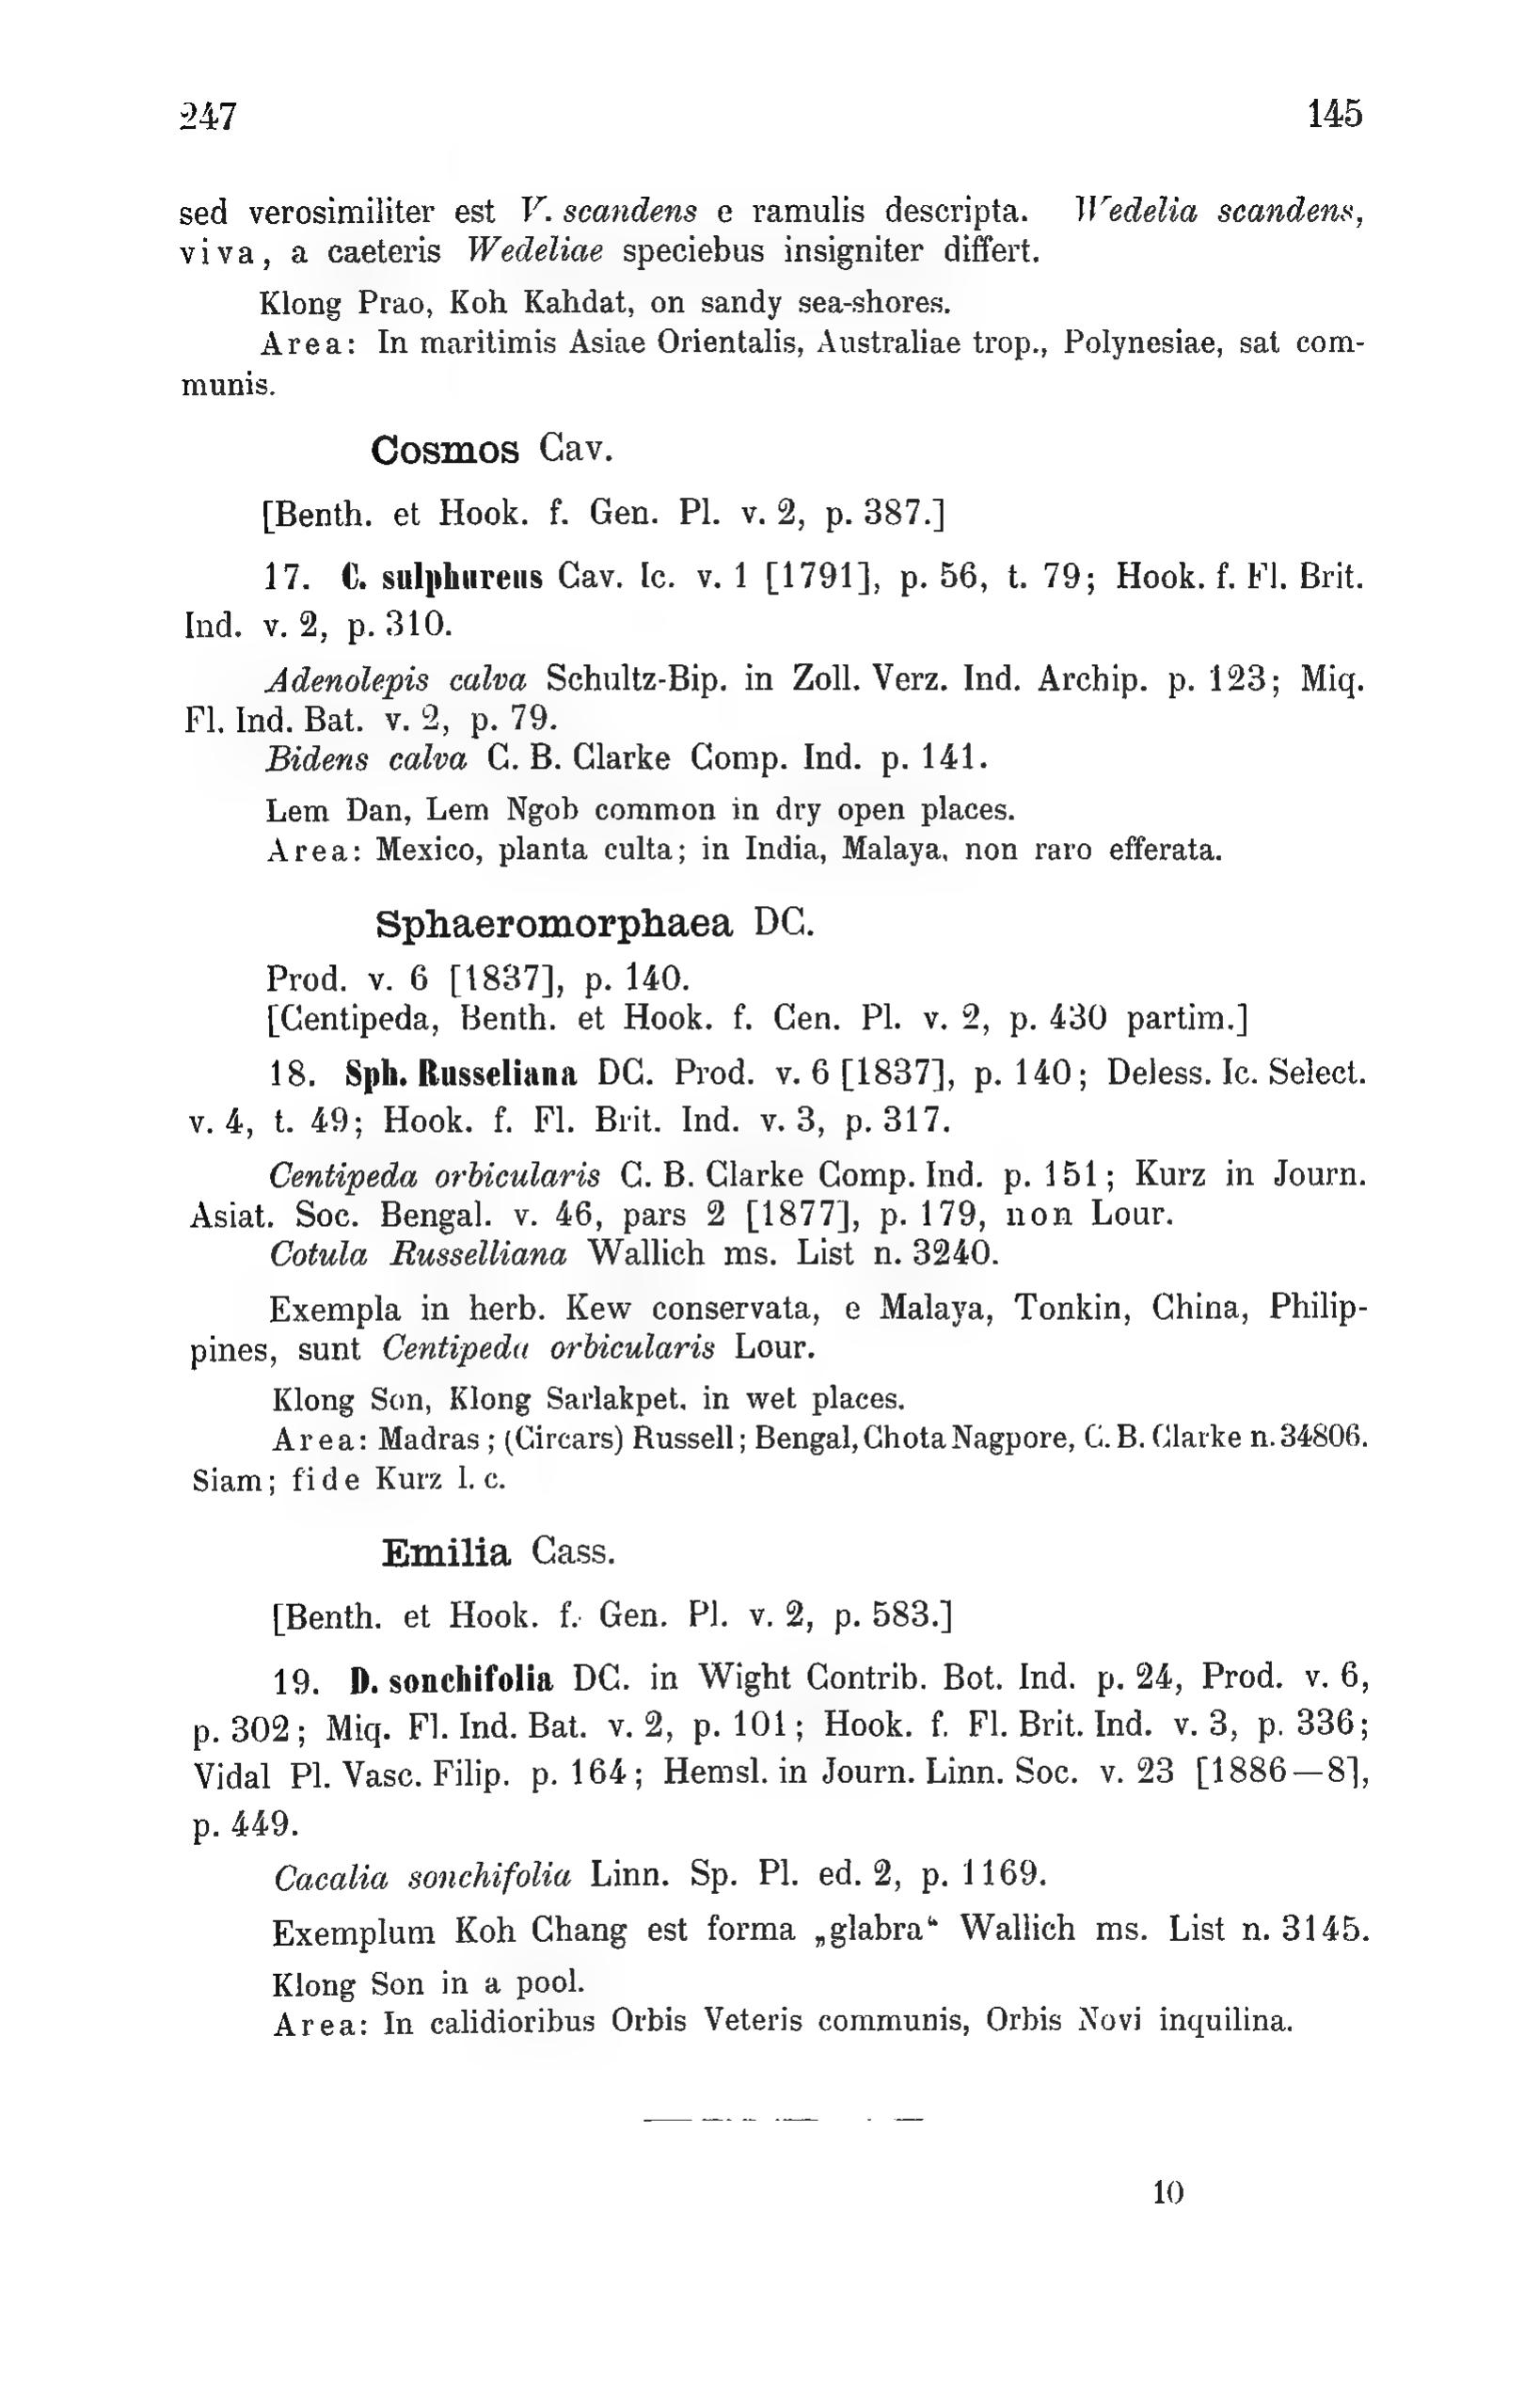 247 145
sed verosimiliter est V. scandens e ramulis descripta. Wedelia scandens,
viva, a caeteris Wedeliae speciebus insigniter differt.
Klong Prao, Koh Kahdat, on sandy sea-shores.
Area: In maritimis Asiae Orientalis, Australiae trop., Polynesiae, sat com-
munis.
Cosmos Cav.
[Benth. et Hook. f. Gen. Pl. v. 2, p. 387.]
17. C. sulphureus Cav. Ic. v. 1 [1791], p. 56, t. 79; Hook. f. Fl. Brit.
Ind. v. 2, p. 310.
Adenolepis calva Schultz-Bip. in Zoll. Verz. Ind. Archip. p. 123; Miq.
Fl. Ind. Bat. v. 2, p. 79.
Bidens calva C. B. Clarke Comp. Ind. p. 141.
Lem Dan, Lem Ngob common in dry open places.
Area: Mexico, planta culta; in India, Malaya, non raro efferata.
Sphaeromorphaea DC.
Prod. v. 6 [1837], p. 140.
[Centipeda, Benth. et Hook. f. Cen. Pl. v. 2, p. 430 partim.]
18. Sph. Russeliana DC. Prod. v. 6 [1837], p. 140; Deless. Ic. Select.
v. 4, t. 49; Hook. f. Fl. Brit. Ind. v. 3, p. 317.
Centipeda orbicularis C. B. Clarke Comp. Ind. p. 151; Kurz in Journ.
Asiat. Soc. Bengal. v. 46, pars 2 [1877], p. 179, non Lour.
Cotula Russelliana Wallich ms. List n. 3240.
Exempla in herb. Kew conservata, e Malaya, Tonkin, China, Philip-
pines, sunt Centipeda orbicularis Lour.
Klong Son, Klong Sarlakpet. in wet places.
Area: Madras; (Circars) Russell; Bengal, Chota Nagpore, C. B. Clarke n. 34806.
Siam; fide Kurz l. c.
Emilia Cass.
[Benth. et Hook. f. Gen. Pl. v. 2, p. 583.]
19. D. sonchifolia DC. in Wight Contrib. Bot. Ind. p. 24, Prod. v. 6,
p. 302; Miq. Fl. Ind. Bat. v. 2, p. 101; Hook. f. Fl. Brit. Ind. v. 3, p. 336;
Vidal Pl. Vasc. Filip. p. 164; Hemsl. in Journ. Linn. Soc. v. 23 [1886—8],
p. 449.
Cacalia sonchifolia Linn. Sp. Pl. ed. 2, p. 1169.
Exemplum Koh Chang est forma „glabra“ Wallich ms. List n. 3145.
Klong Son in a pool.
Area: In calidioribus Orbis Veteris communis, Orbis Novi inquilina.
10